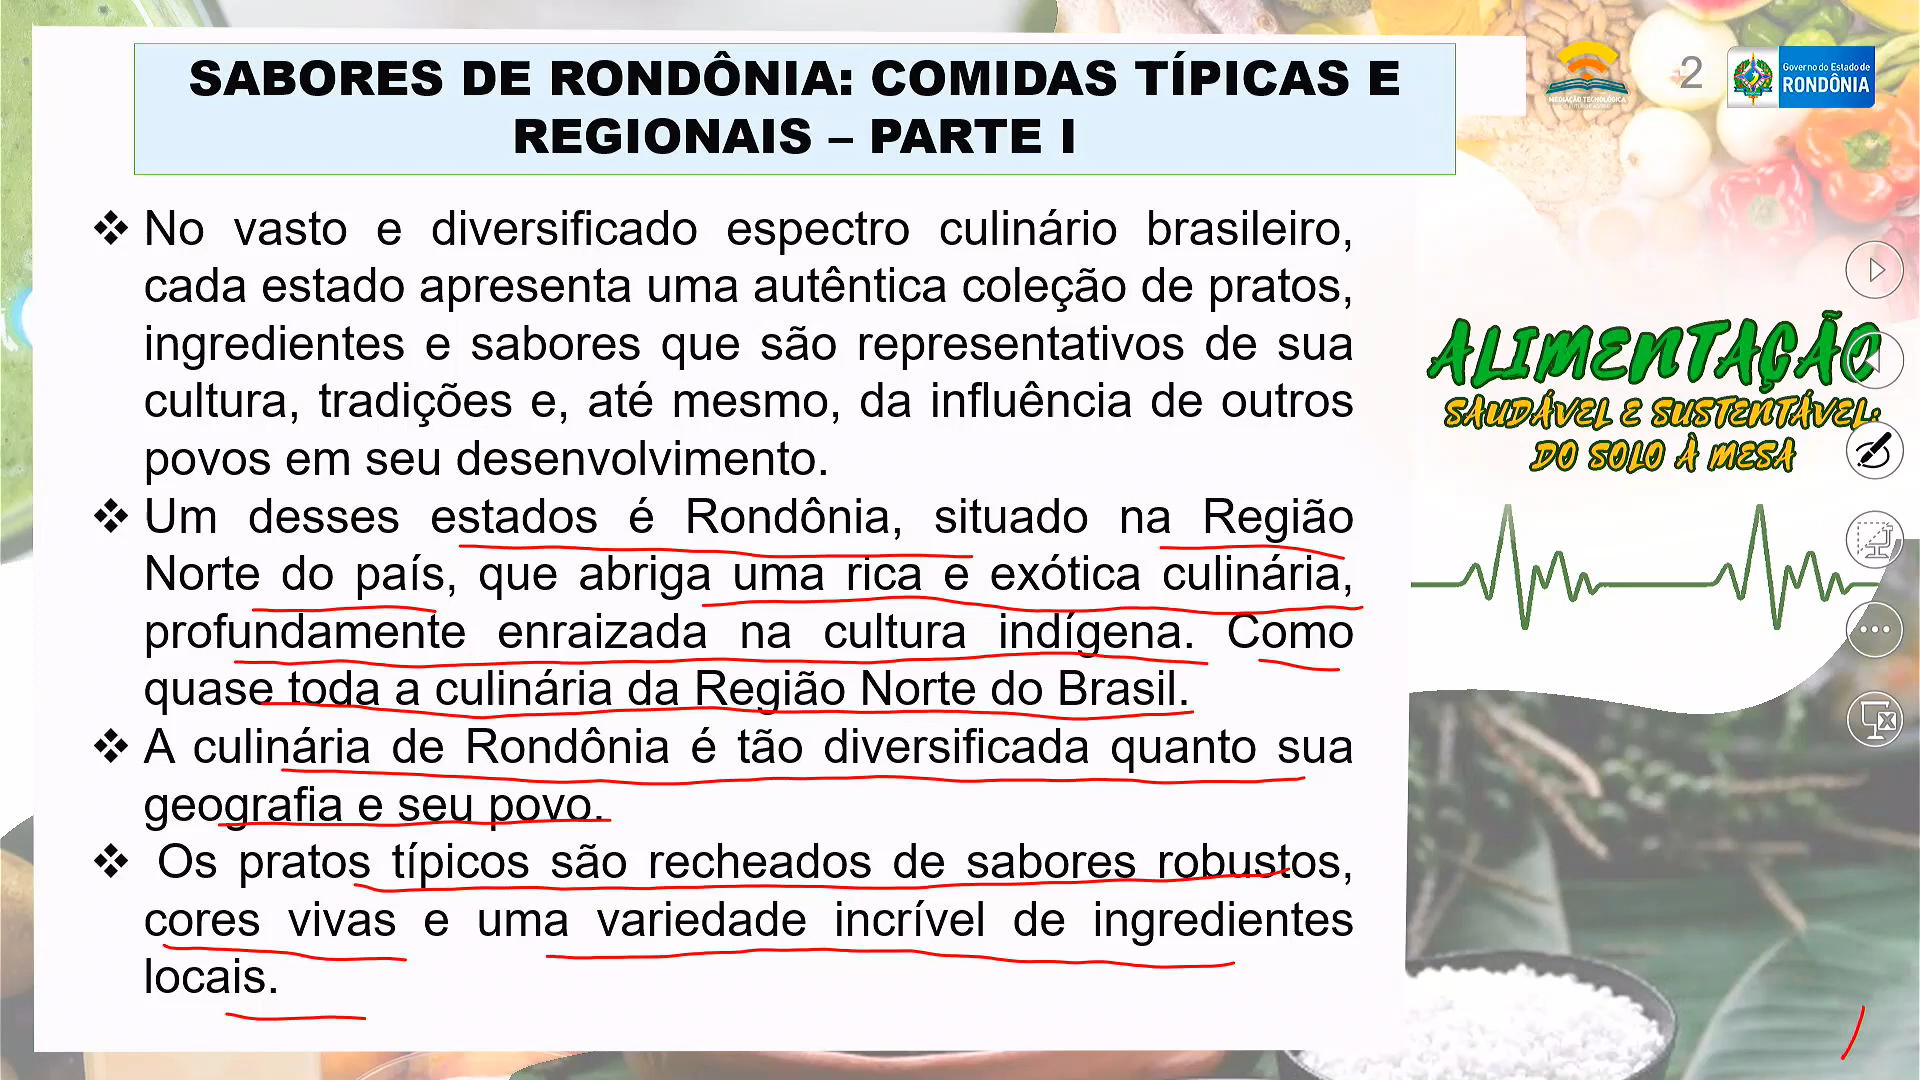 SABORES DE RONDÔNIA: COMIDAS TÍPICAS E
REGIONAIS – PARTE I
MEDIAÇÃO TECNOLÓGICA
2
Governo do Estado de
RONDÔNIA
❖ No vasto e diversificado espectro culinário brasileiro,
cada estado apresenta uma autêntica coleção de pratos,
ingredientes e sabores que são representativos de sua
cultura, tradições e, até mesmo, da influência de outros
povos em seu desenvolvimento.
❖ Um desses estados é Rondônia, situado na Região
Norte do país, que abriga uma rica e exótica culinária,
profundamente enraizada na cultura indígena. Como
quase toda a culinária da Região Norte do Brasil.
❖ A culinária de Rondônia é tão diversificada quanto sua
geografia e seu povo.
❖ Os pratos típicos são recheados de sabores robustos,
cores vivas e uma variedade incrível de ingredientes
locais.
ALIMENTAÇÃO
SAUDÁVEL E SUSTENTÁVEL:
DO SOLO À MESA